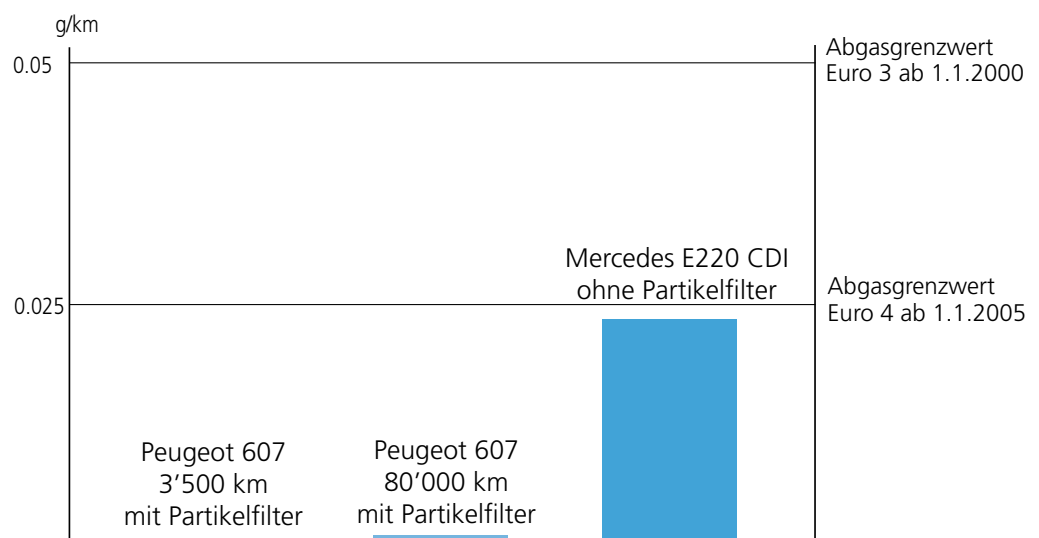 g/km
0.05
Abgasgrenzwert
Euro 3 ab 1.1.2000
Mercedes E220 CDI
ohne Partikelfilter
0.025
Abgasgrenzwert
Euro 4 ab 1.1.2005
Peugeot 607
3’500 km
mit Partikelfilter
Peugeot 607
80’000 km
mit Partikelfilter